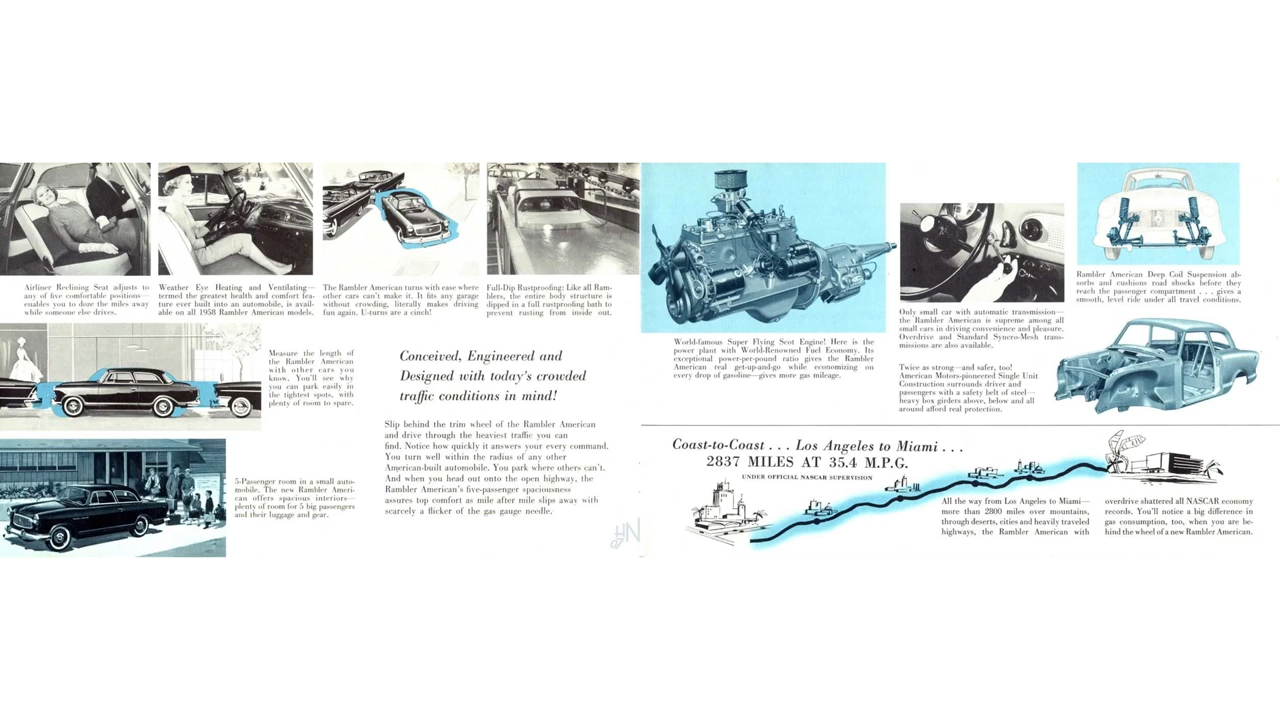 Airliner Reclining Seat adjusts to
any of five comfortable positions—
enables you to doze the miles away
while someone else drives.
Weather Eye Heating and Ventilating—
termed the greatest health and comfort fea-
ture ever built into an automobile, is avail-
able on all 1958 Rambler American models.
The Rambler American turns with ease where
other cars can't make it. It fits any garage
without crowding, literally makes driving
fun again. U-turns are a cinch!
Full-Dip Rustproofing: Like all Ram-
blers, the entire body structure is
dipped in a full rustproofing bath to
prevent rusting from inside out.
Measure the length of
the Rambler American
with other cars you
know. You'll see why
you can park easily in
the tightest spots, with
plenty of room to spare.
5-Passenger room in a small auto-
mobile. The new Rambler Ameri-
can offers spacious interiors—
plenty of room for 5 big passengers
and their luggage and gear.
Conceived, Engineered and
Designed with today's crowded
traffic conditions in mind!
Slip behind the trim wheel of the Rambler American
and drive through the heaviest traffic you can
find. Notice how quickly it answers your every command.
You turn well within the radius of any other
American-built automobile. You park where others can't.
And when you head out onto the open highway, the
Rambler American's five-passenger spaciousness
assures top comfort as mile after mile slips away with
scarcely a flicker of the gas gauge needle.
World-famous Super Flying Scot Engine! Here is the
power plant with World-Renowned Fuel Economy. Its
exceptional power-per-pound ratio gives the Rambler
American real get-up-and-go while economizing on
every drop of gasoline—gives more gas mileage.
Only small car with automatic transmission—
the Rambler American is supreme among all
small cars in driving convenience and pleasure.
Overdrive and Standard Syncro-Mesh trans-
missions are also available.
Twice as strong—and safer, too!
American Motors-pioneered Single Unit
Construction surrounds driver and
passengers with a safety belt of steel—
heavy box girders above, below and all
around afford real protection.
Rambler American Deep Coil Suspension ab-
sorbs and cushions road shocks before they
reach the passenger compartment . . . gives a
smooth, level ride under all travel conditions.
Coast-to-Coast . . . Los Angeles to Miami . . .
2837 MILES AT 35.4 M.P.G.
UNDER OFFICIAL NASCAR SUPERVISION
All the way from Los Angeles to Miami—
more than 2800 miles over mountains,
through deserts, cities and heavily traveled
highways, the Rambler American with
overdrive shattered all NASCAR economy
records. You'll notice a big difference in
gas consumption, too, when you are be-
hind the wheel of a new Rambler American.